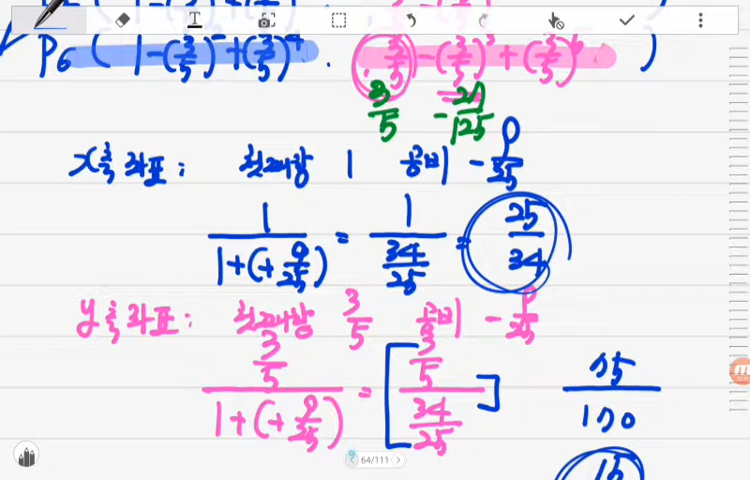 P6 ( 1-(3/5)²+(3/5)⁴ . (3/5)-(3/5)³+(3/5)⁵ )
3/5 -27/125
x축 좌표: 첫째항 1 공비 -9/25
1/(1+(+9/25)) = 1/(34/25) = 25/34
y축 좌표: 첫째항 3/5 공비 -9/25
(3/5)/(1+(+9/25)) = [(3/5)/(34/25)] 75/170
15
64/111